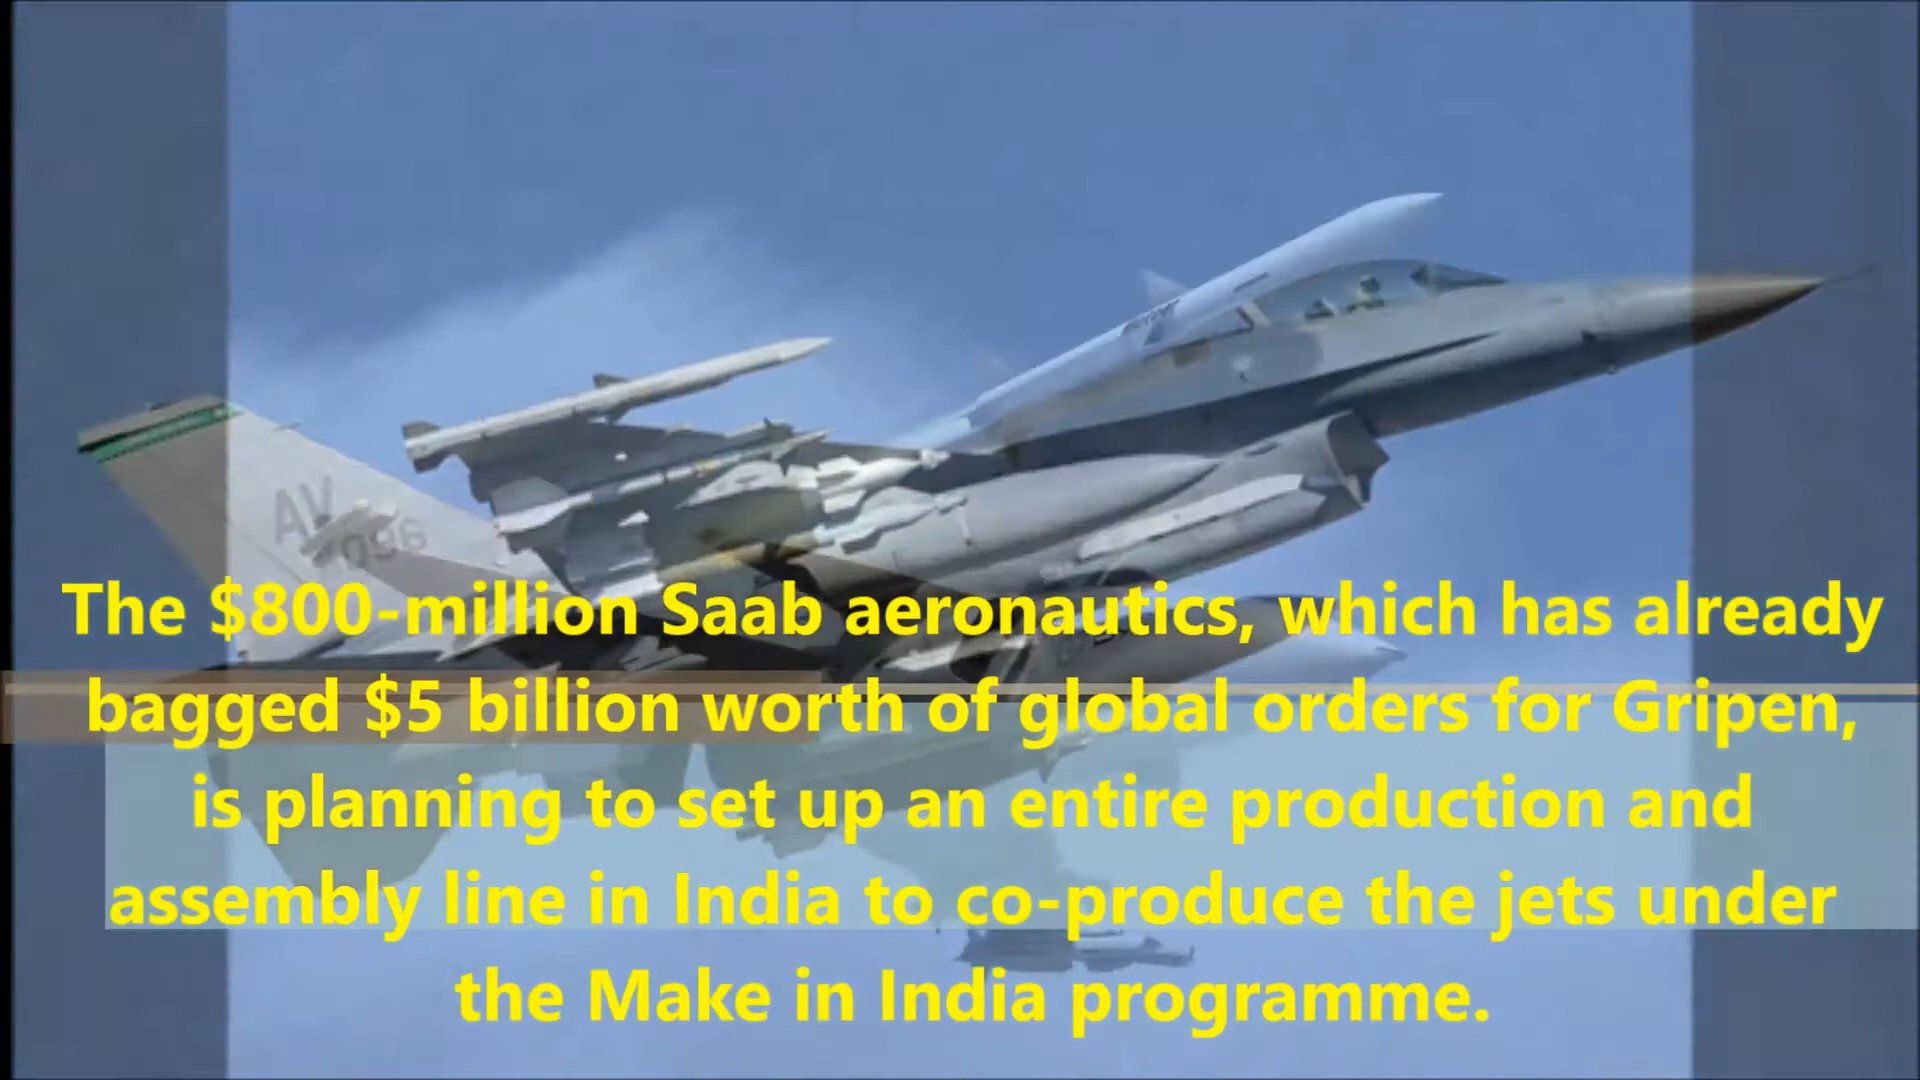 AV
096
The $800-million Saab aeronautics, which has already
bagged $5 billion worth of global orders for Gripen,
is planning to set up an entire production and
assembly line in India to co-produce the jets under
the Make in India programme.